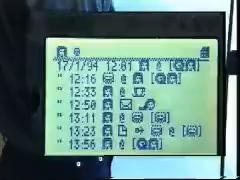 @
17/1/94 12:01 @ []
" 12:16 @ []
" 12:33 @
" 12:50
" 13:11 @ []
" 13:23 @ []
" 13:56 @ []